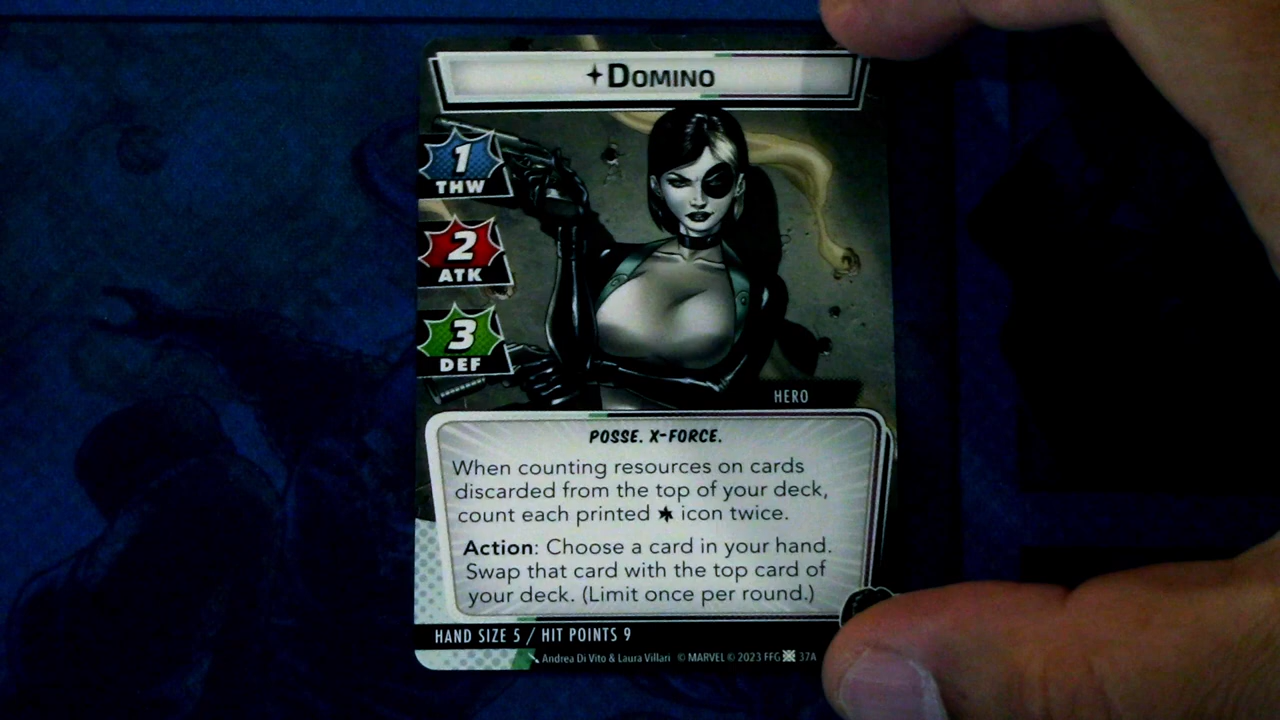 DOMINO
1
THW
2
ATK
3
DEF
HERO
POSSE. X-FORCE.
When counting resources on cards
discarded from the top of your deck,
count each printed icon twice.
Action: Choose a card in your hand.
Swap that card with the top card of
your deck. (Limit once per round.)
HAND SIZE 5 / HIT POINTS 9
Andrea Di Vito & Laura Villari © MARVEL © 2023 FFG 37A